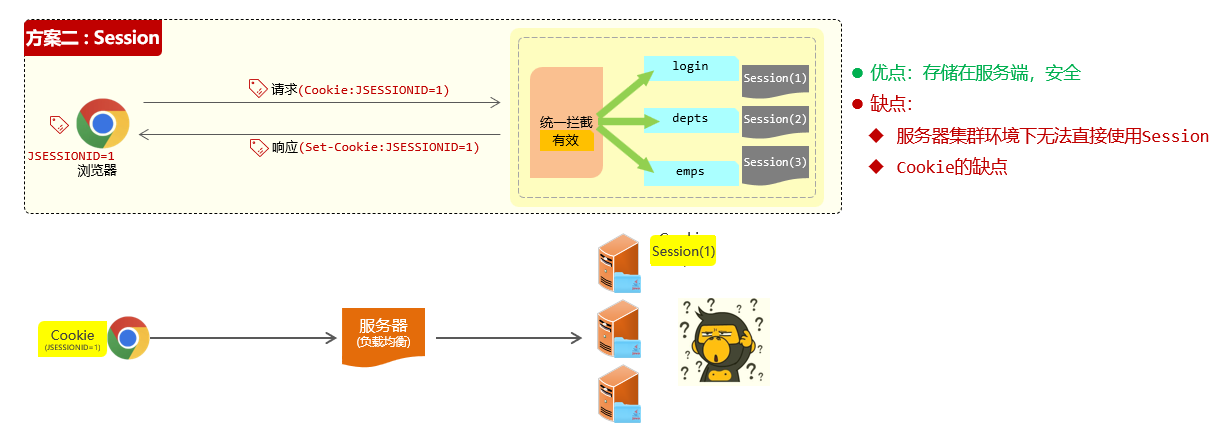 方案二：Session
请求(Cookie:JSESSIONID=1)
响应(Set-Cookie:JSESSIONID=1)
JSESSIONID=1
浏览器
统一拦截
有效
login
depts
emps
Session(1)
Session(2)
Session(3)
优点：存储在服务端，安全
缺点：
服务器集群环境下无法直接使用Session
Cookie的缺点
Session(1)
Cookie
(JSESSIONID=1)
服务器
(负载均衡)
? ? ? ? ? ? ? ? ? ? ?